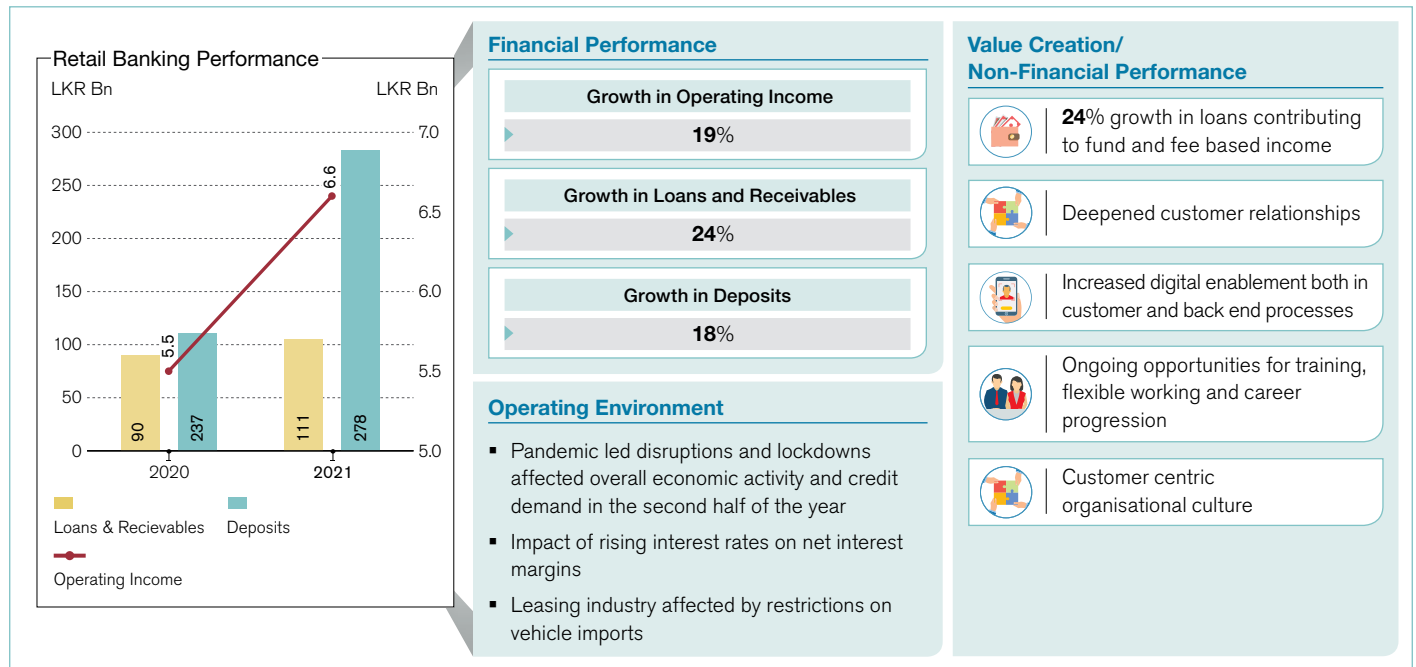 Retail Banking Performance
LKR Bn
LKR Bn
300
250
200
150
100
50
0
7.0
6.5
6.0
5.5
5.0
90
237
5.5
111
278
6.6
2020
2021
Loans & Recievables
Deposits
Operating Income
Financial Performance
Growth in Operating Income
19%
Growth in Loans and Receivables
24%
Growth in Deposits
18%
Operating Environment
▪ Pandemic led disruptions and lockdowns
affected overall economic activity and credit
demand in the second half of the year
▪ Impact of rising interest rates on net interest
margins
▪ Leasing industry affected by restrictions on
vehicle imports
Value Creation/
Non-Financial Performance
24% growth in loans contributing
to fund and fee based income
Deepened customer relationships
Increased digital enablement both in
customer and back end processes
Ongoing opportunities for training,
flexible working and career
progression
Customer centric
organisational culture